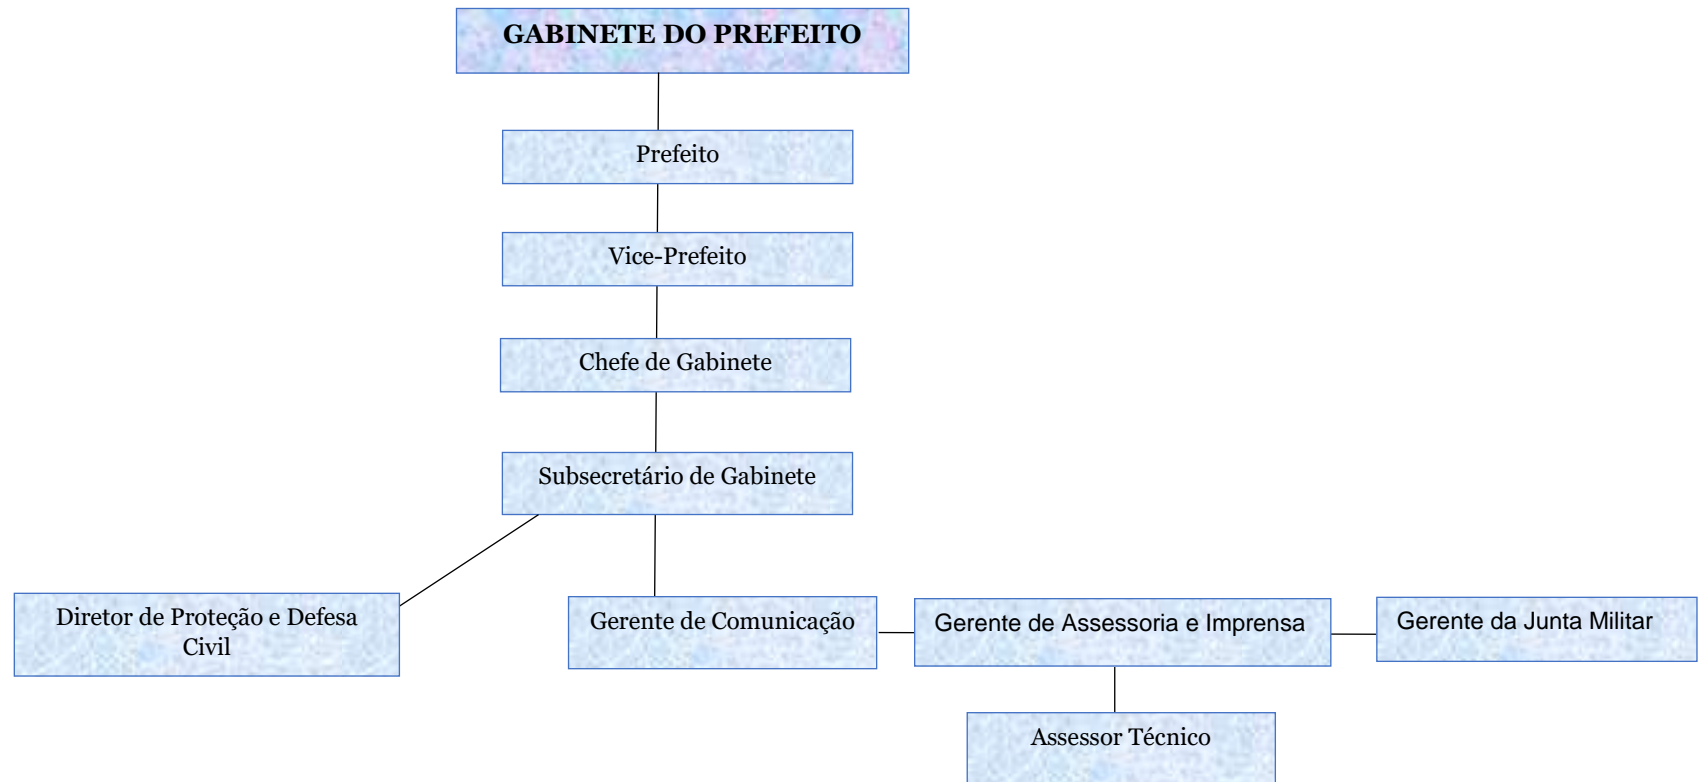 GABINETE DO PREFEITO
Prefeito
Vice-Prefeito
Chefe de Gabinete
Subsecretário de Gabinete
Diretor de Proteção e Defesa
Civil
Gerente de Comunicação
Gerente de Assessoria e Imprensa
Gerente da Junta Militar
Assessor Técnico